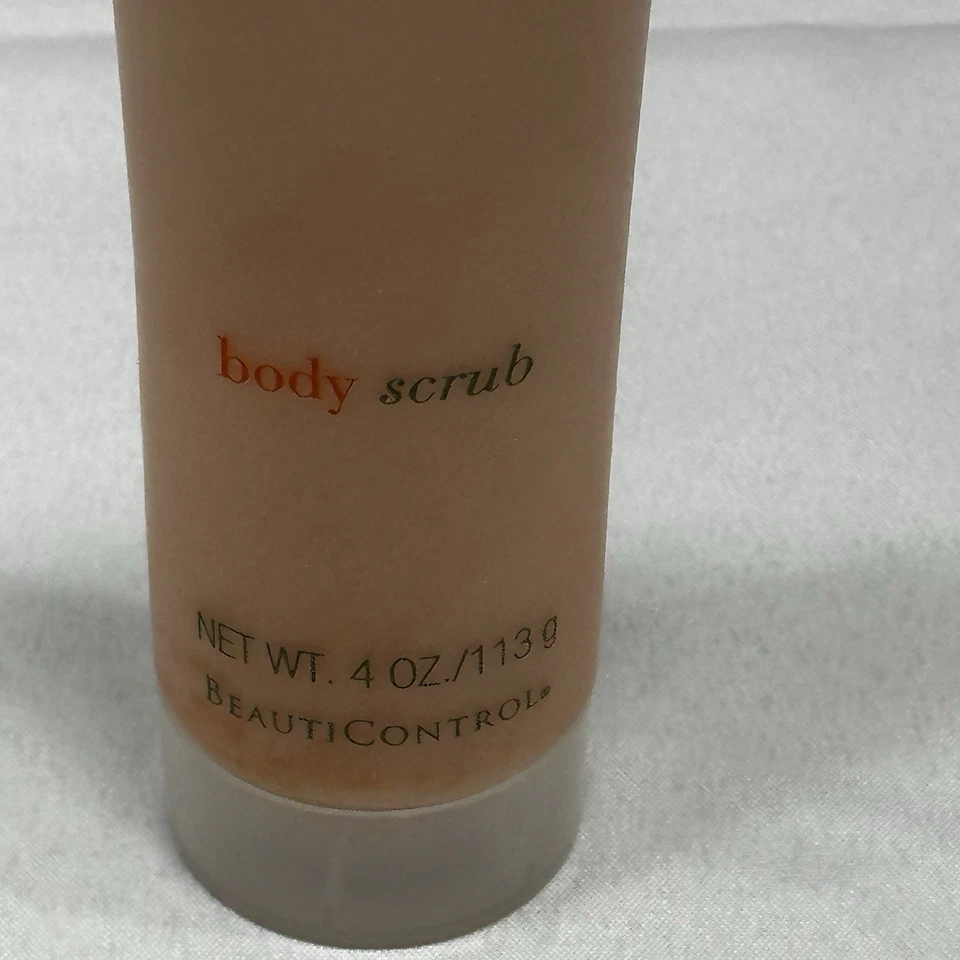 body scrub
NET WT. 4 OZ./113 g
BEAUTICONTROL®